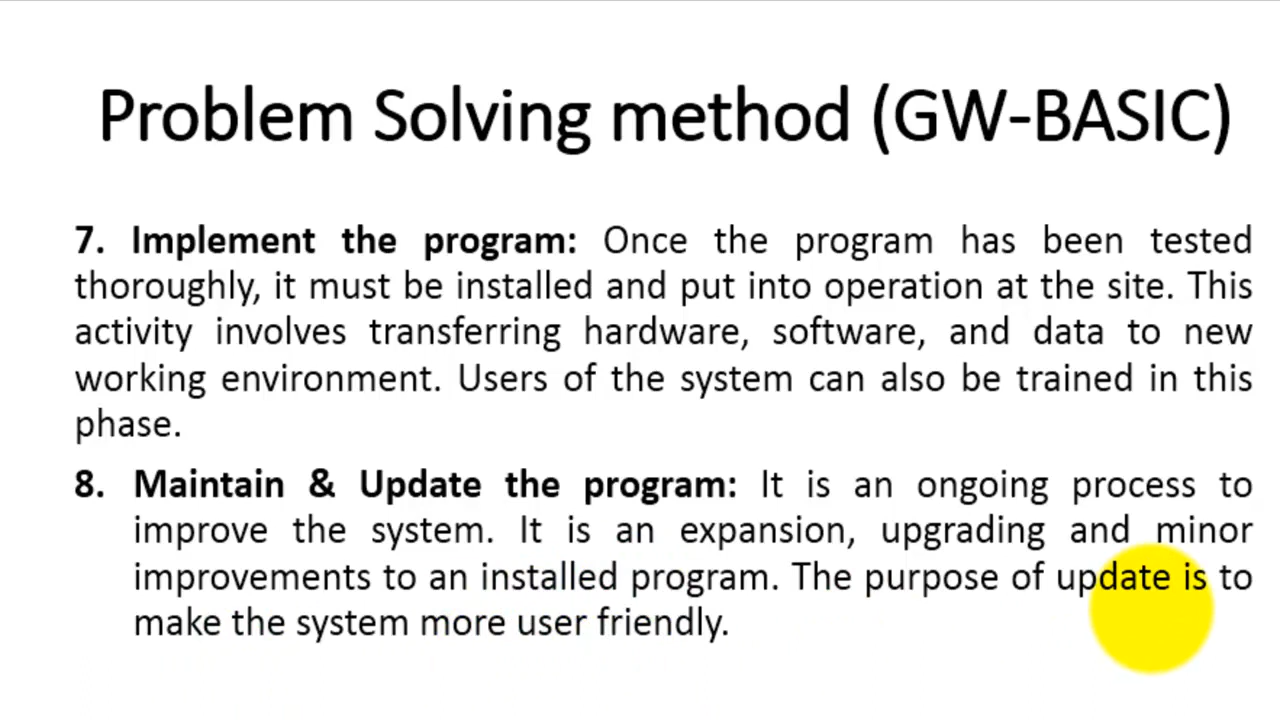 Problem Solving method (GW-BASIC)
7. Implement the program: Once the program has been tested
thoroughly, it must be installed and put into operation at the site. This
activity involves transferring hardware, software, and data to new
working environment. Users of the system can also be trained in this
phase.
8. Maintain & Update the program: It is an ongoing process to
improve the system. It is an expansion, upgrading and minor
improvements to an installed program. The purpose of update is to
make the system more user friendly.